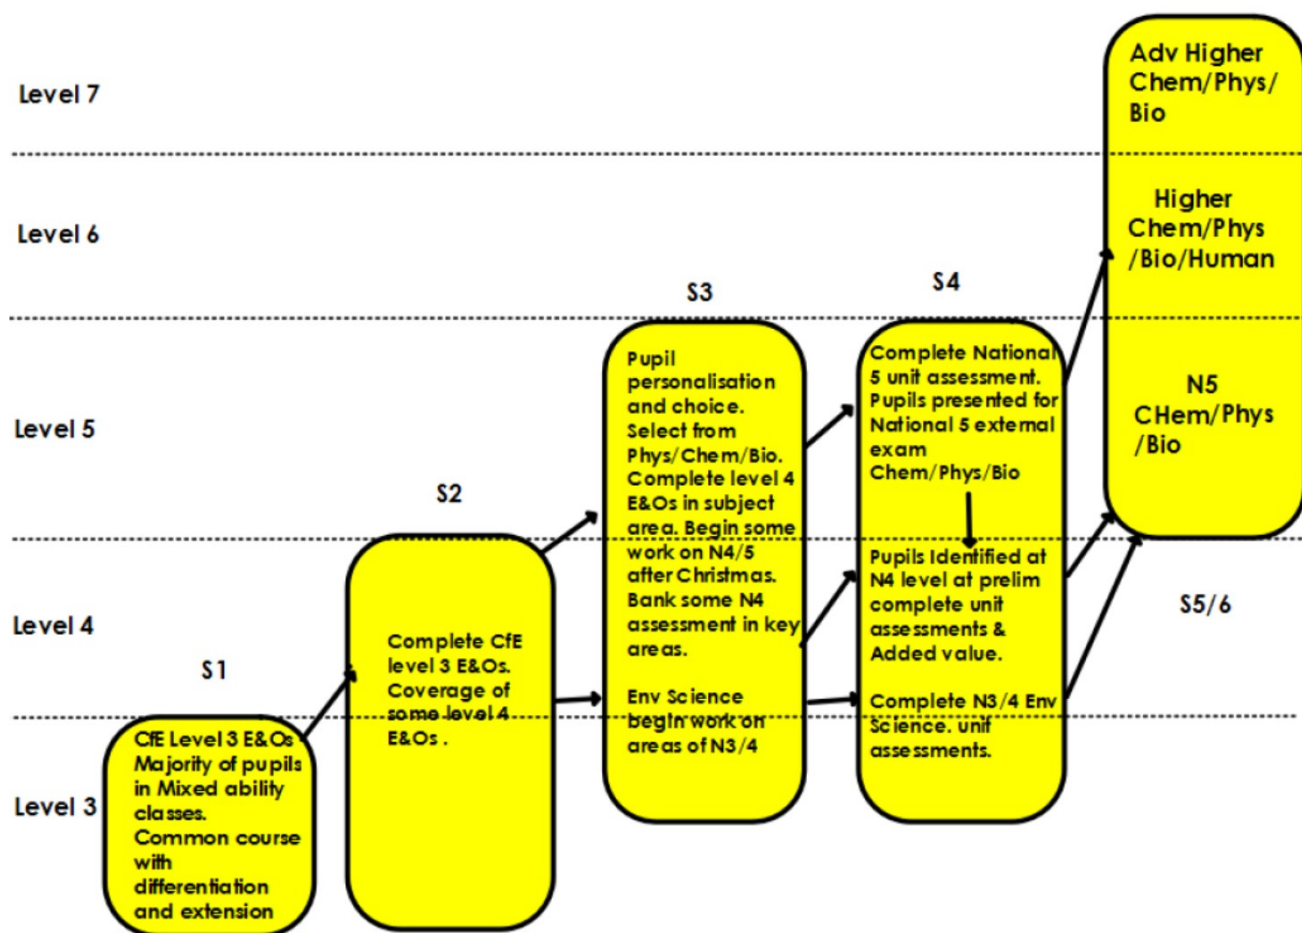 Level 7
Level 6
Level 5
Level 4
Level 3
S1
CfE Level 3 E&Os
Majority of pupils
in Mixed ability
classes.
Common course
with
differentiation
and extension
S2
Complete CfE
level 3 E&Os.
Coverage of
some level 4
E&Os .
S3
Pupil
personalisation
and choice.
Select from
Phys/Chem/Bio.
Complete level 4
E&Os in subject
area. Begin some
work on N4/5
after Christmas.
Bank some N4
assessment in key
areas.
Env Science
begin work on
areas of N3/4
S4
Complete National
5 unit assessment.
Pupils presented for
National 5 external
exam
Chem/Phys/Bio
Pupils Identified at
N4 level at prelim
complete unit
assessments &
Added value.
Complete N3/4 Env
Science. unit
assessments.
Adv Higher
Chem/Phys/
Bio
Higher
Chem/Phys
/Bio/Human
N5
CHem/Phys
/Bio
S5/6